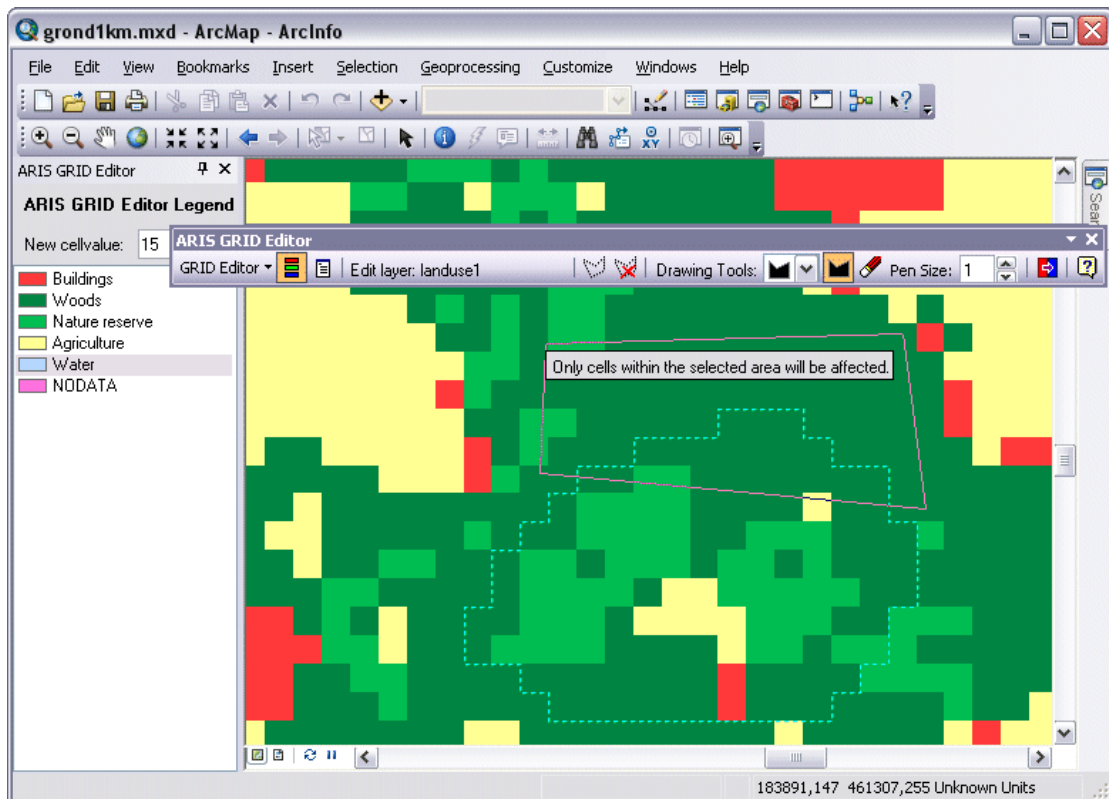 grond1km.mxd - ArcMap - ArcInfo
File Edit View Bookmarks Insert Selection Geoprocessing Customize Windows Help
XY
ARIS GRID Editor
ARIS GRID Editor Legend
New cellvalue: 15
ARIS GRID Editor
GRID Editor Edit layer: landuse1 Drawing Tools: Pen Size: 1
Buildings
Woods
Nature reserve
Agriculture
Water
NODATA
Only cells within the selected area will be affected.
Sear
183891,147 461307,255 Unknown Units